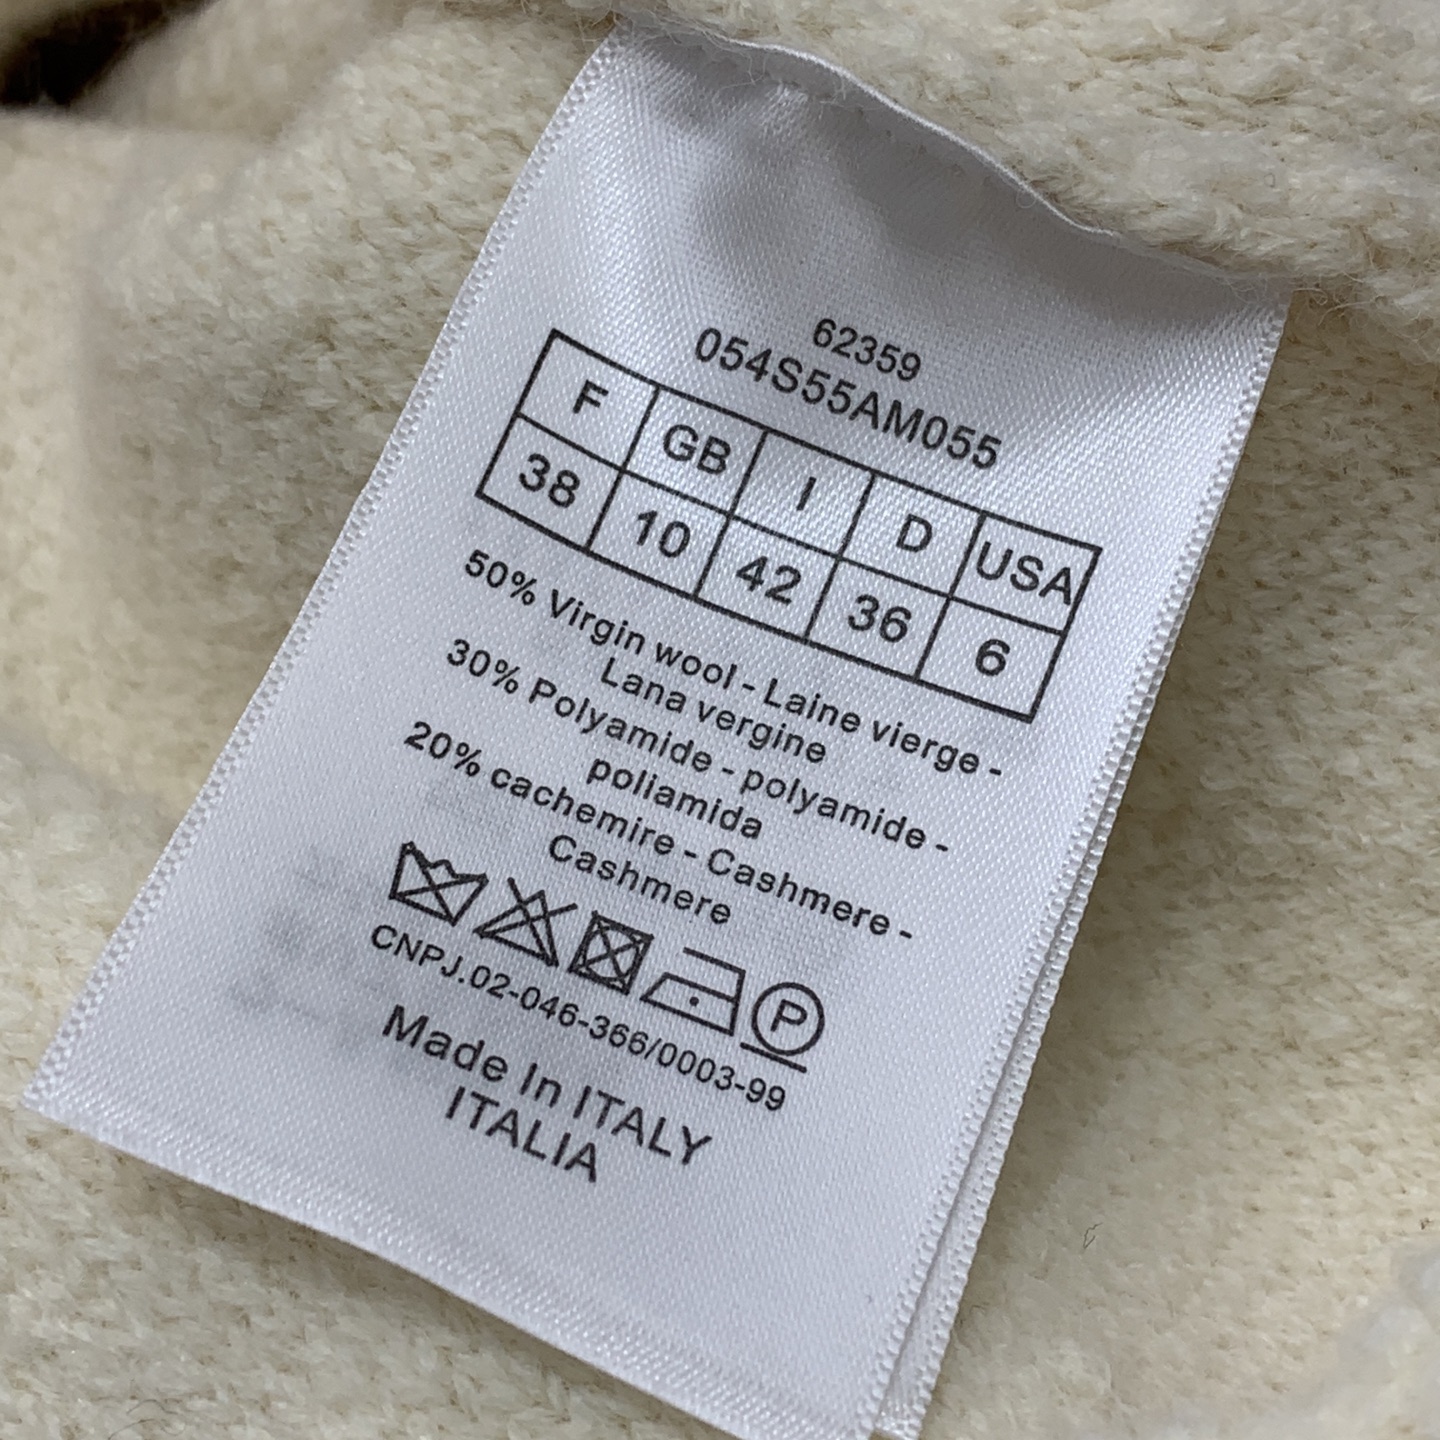 62359
054S55AM055
F GB I D USA
38 10 42 36 6
50% Virgin wool - Laine vierge -
Lana vergine
30% Polyamide - polyamide -
poliamida
20% cachemire - Cashmere -
Cashmere
P
CNPJ.02-046-366/0003-99
Made In ITALY
ITALIA